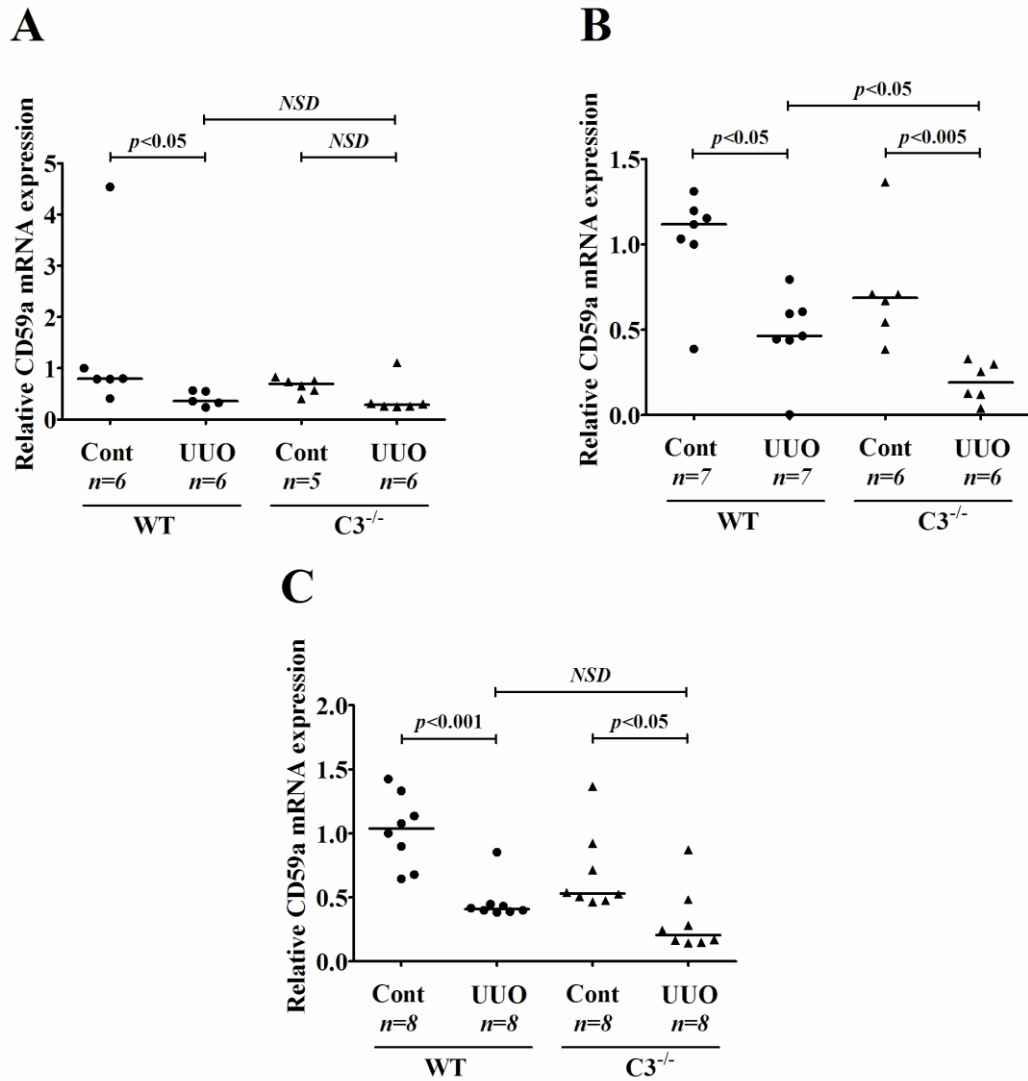 A
Relative CD59a mRNA expression
NSD
p<0.05
NSD
5
4
3
2
1
0
Cont
UUO
Cont
UUO
n=6
n=6
n=5
n=6
WT
C3-/-
B
Relative CD59a mRNA expression
p<0.05
p<0.05
p<0.005
1.5
1.0
0.5
0.0
Cont
UUO
Cont
UUO
n=7
n=7
n=6
n=6
WT
C3-/-
C
Relative CD59a mRNA expression
NSD
p<0.001
p<0.05
2.0
1.5
1.0
0.5
0.0
Cont
UUO
Cont
UUO
n=8
n=8
n=8
n=8
WT
C3-/-